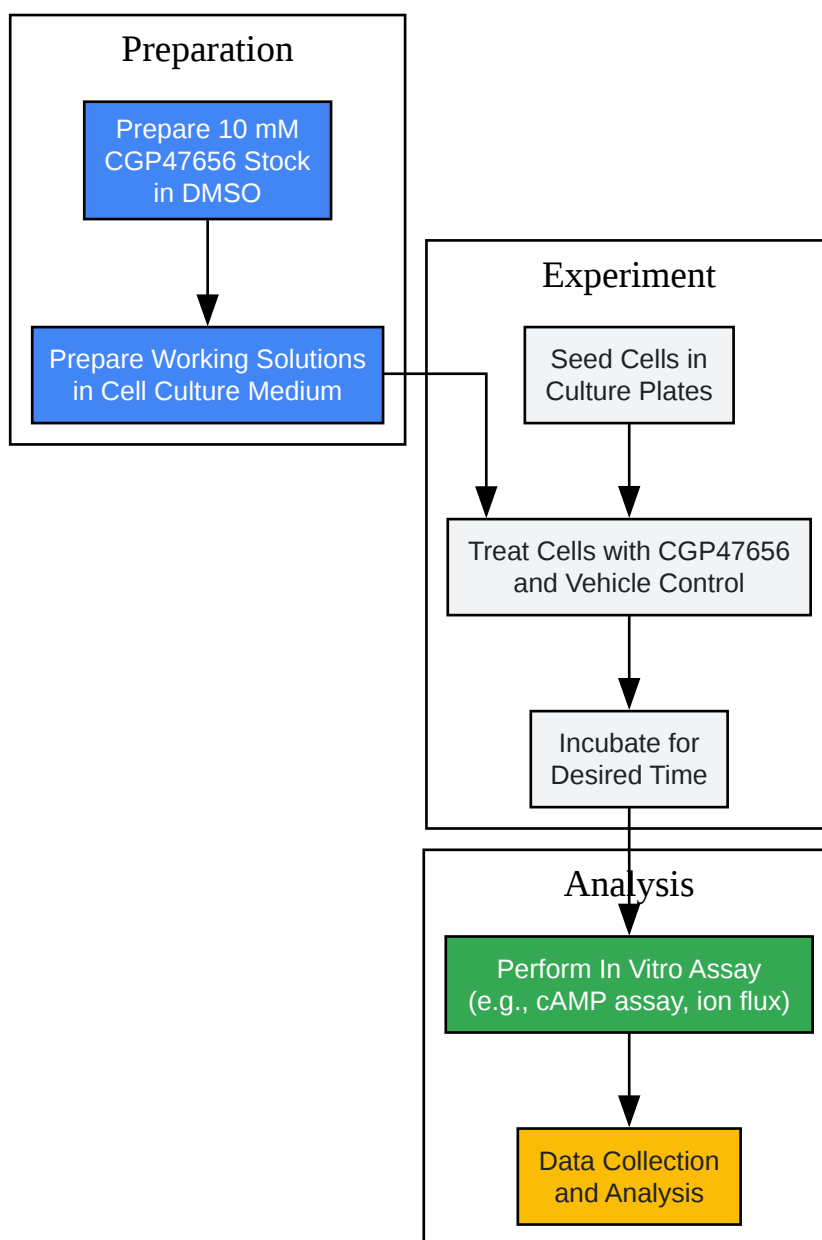 Preparation
Prepare 10 mM
CGP47656 Stock
in DMSO
Prepare Working Solutions
in Cell Culture Medium
Experiment
Seed Cells in
Culture Plates
Treat Cells with CGP47656
and Vehicle Control
Incubate for
Desired Time
Analysis
Perform In Vitro Assay
(e.g., cAMP assay, ion flux)
Data Collection
and Analysis